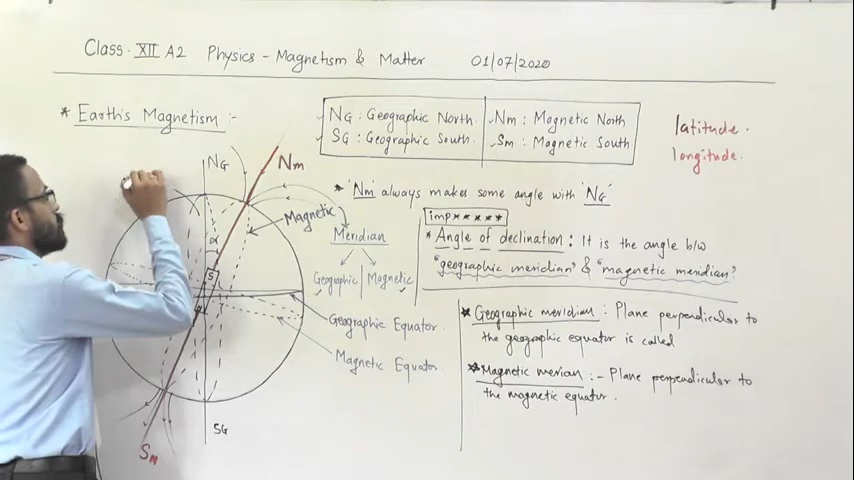 Class. XII A2 Physics - Magnetism & Matter 01/07/2020
* Earth's Magnetism :-
NG : Geographic North.
SG : Geographic South.
Nm : Magnetic North
Sm : Magnetic South
latitude.
longitude.
NG
Nm
* 'Nm' always makes some angle with 'NG'
imp*****
* Angle of declination : It is the angle b/w
"geographic meridian" & "magnetic meridian"
Magnetic
Meridian
Geographic | Magnetic
α
S
N
Geographic Equator.
Magnetic Equator.
* Geographic meridian : Plane perpendicular to
the geographic equator is called
* Magnetic merian :- Plane perpendicular to
the magnetic equator.
SG
SM